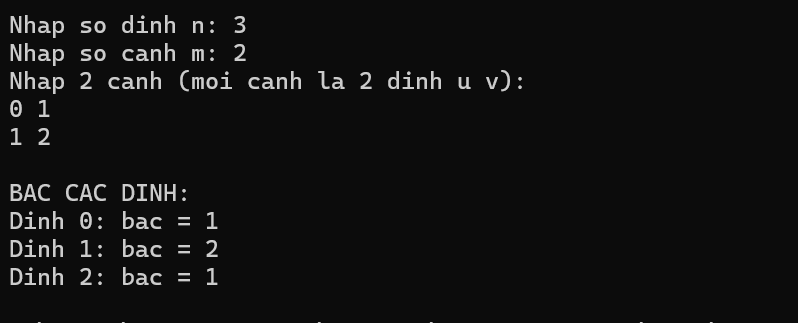 Nhap so dinh n: 3
Nhap so canh m: 2
Nhap 2 canh (moi canh la 2 dinh u v):
0 1
1 2
BAC CAC DINH:
Dinh 0: bac = 1
Dinh 1: bac = 2
Dinh 2: bac = 1